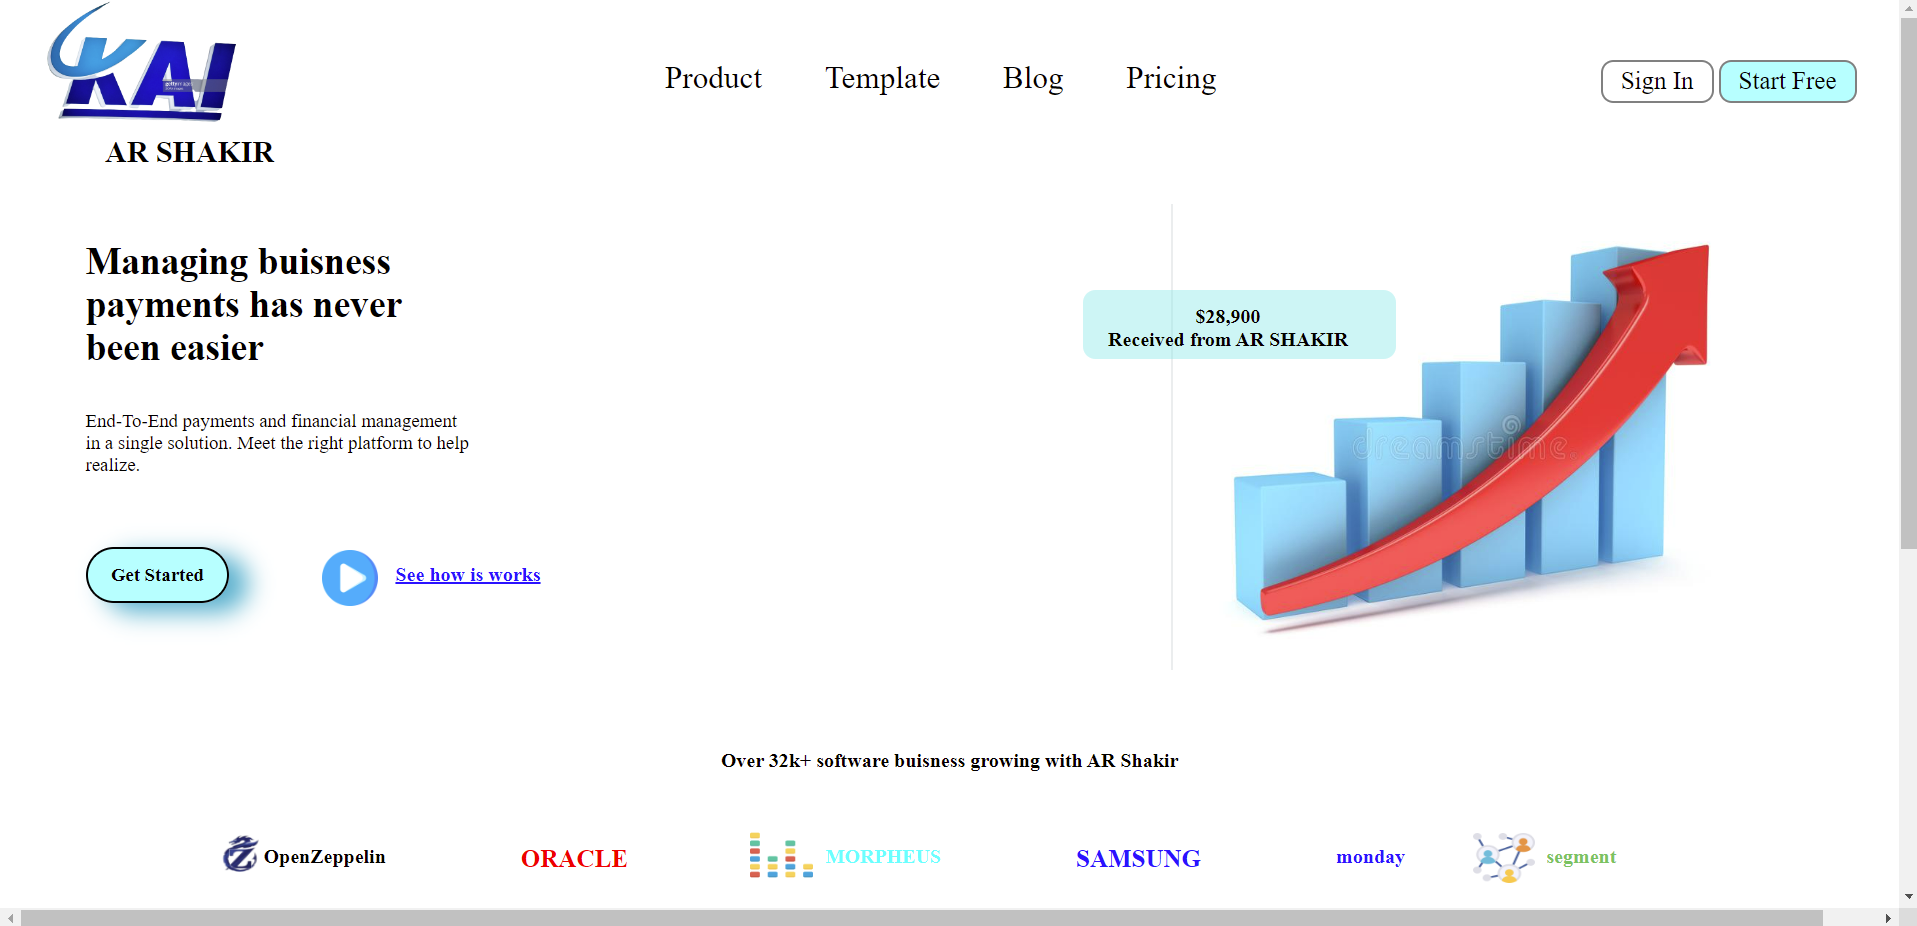 KAI
Product
Template
Blog
Pricing
Sign In
Start Free
AR SHAKIR
Managing buisness
payments has never
been easier
$28,900
Received from AR SHAKIR
End-To-End payments and financial management
in a single solution. Meet the right platform to help
realize.
dreamstime
Get Started
See how is works
Over 32k+ software buisness growing with AR Shakir
OpenZeppelin
ORACLE
MORPHEUS
SAMSUNG
monday
segment